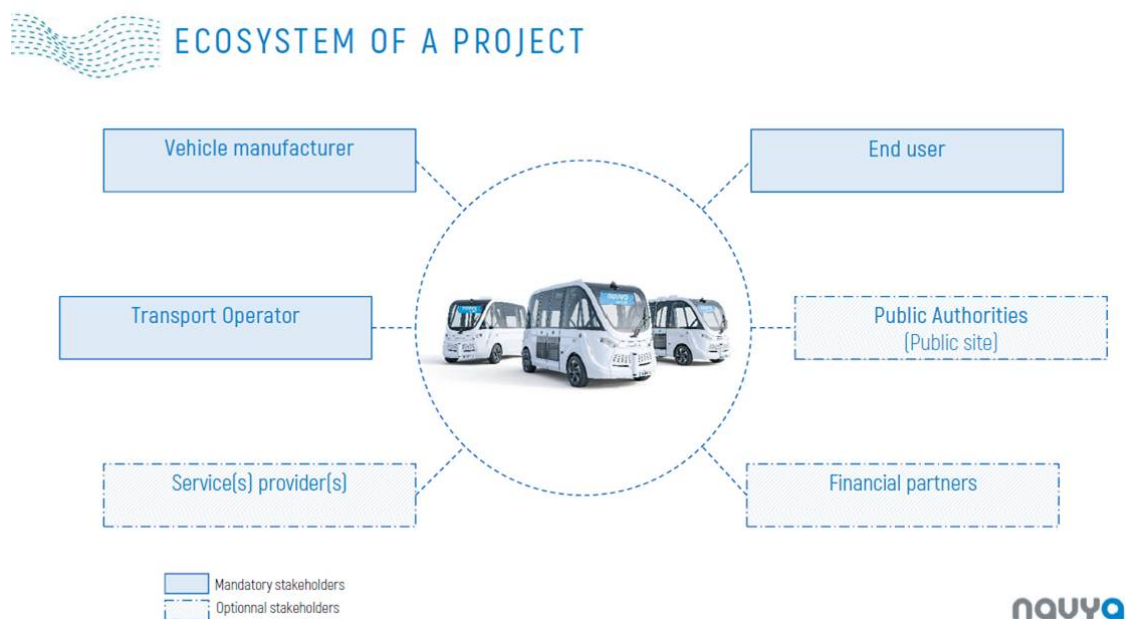 ECOSYSTEM OF A PROJECT
Vehicle manufacturer
End user
Transport Operator
Public Authorities
(Public site)
Service(s) provider(s)
Financial partners
navya
Mandatory stakeholders
Optionnal stakeholders
navya